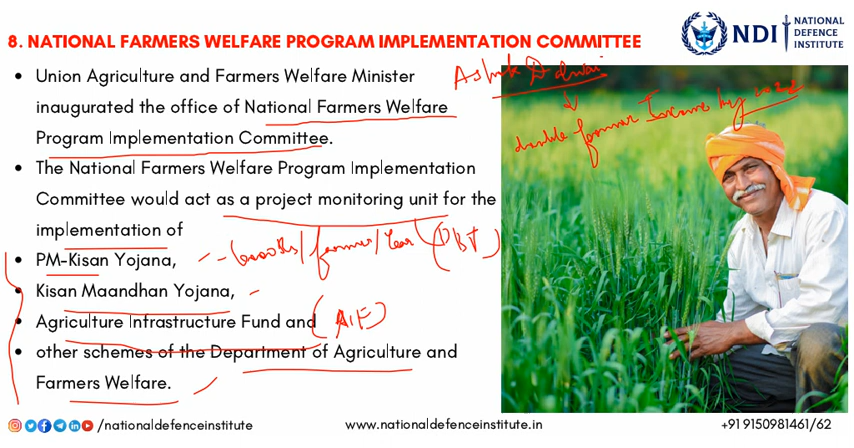 8. NATIONAL FARMERS WELFARE PROGRAM IMPLEMENTATION COMMITTEE
NDI
NATIONAL
DEFENCE
INSTITUTE
• Union Agriculture and Farmers Welfare Minister
inaugurated the office of National Farmers Welfare
Program Implementation Committee.
• The National Farmers Welfare Program Implementation
Committee would act as a project monitoring unit for the
implementation of
• PM-Kisan Yojana,
• Kisan Maandhan Yojana,
• Agriculture Infrastructure Fund and
• other schemes of the Department of Agriculture and
Farmers Welfare.
Ashok
double farmer Income by 2022
6000Rs/farmer/Year (DBT)
(AIF)
/nationaldefenceinstitute
www.nationaldefenceinstitute.in
+91 9150981461/62